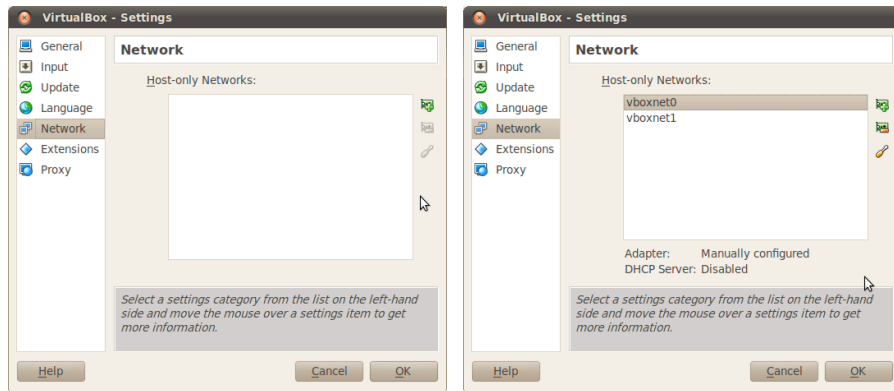 VirtualBox - Settings
General
Input
Update
Language
Network
Extensions
Proxy
Network
Host-only Networks:
Select a settings category from the list on the left-hand
side and move the mouse over a settings item to get
more information.
Help
Cancel
OK
VirtualBox - Settings
General
Input
Update
Language
Network
Extensions
Proxy
Network
Host-only Networks:
vboxnet0
vboxnet1
Adapter: Manually configured
DHCP Server: Disabled
Select a settings category from the list on the left-hand
side and move the mouse over a settings item to get
more information.
Help
Cancel
OK